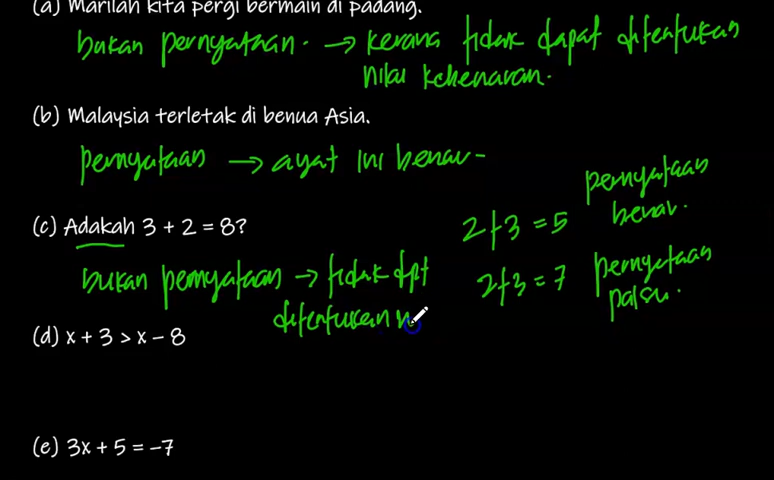 (a) Marilah kita pergi bermain di padang.
bukan pernyataan. → kerana tidak dapat ditentukan
nilai kebenaran.
(b) Malaysia terletak di benua Asia.
pernyataan → ayat ini benar -
(c) Adakah 3 + 2 = 8?
2+3 = 5 pernyataan
benar.
bukan pernyataan → tidak dpt
ditentukan n
2+3 = 7 pernyataan
palsu.
(d) x + 3 > x – 8
(e) 3x + 5 = –7